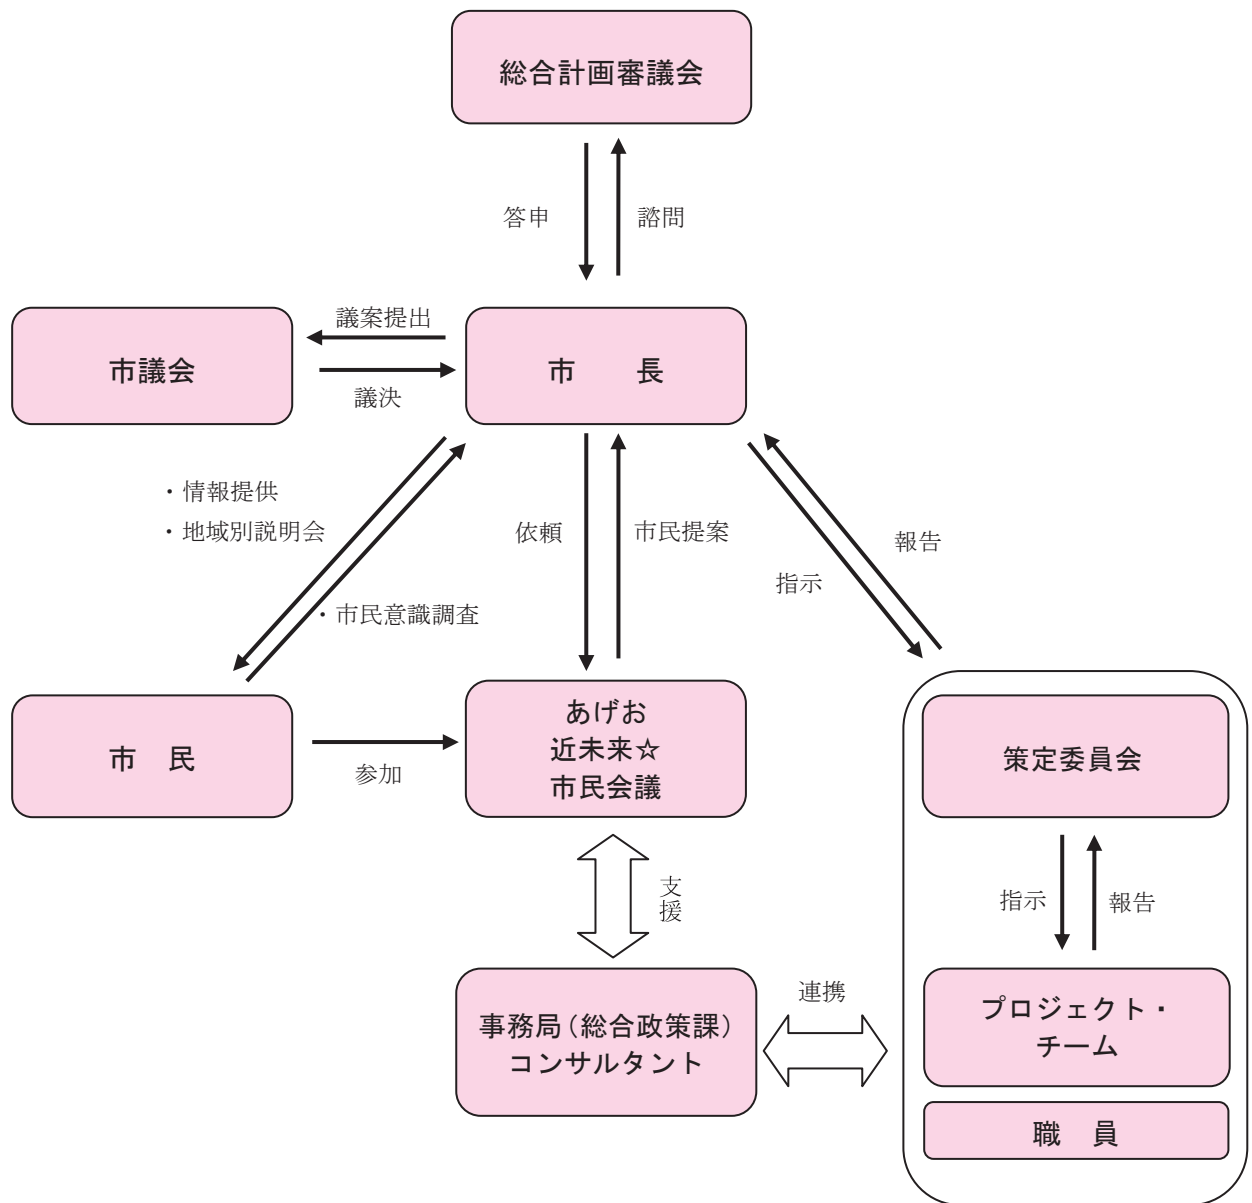 総合計画審議会
答申
諮問
議案提出
市議会
市　　長
議決
・情報提供
・地域別説明会
依頼
市民提案
報告
指示
・市民意識調査
あげお
近未来☆
市民会議
市　民
参加
策定委員会
支援
指示
報告
連携
事務局（総合政策課）
コンサルタント
プロジェクト・
チーム
職　員